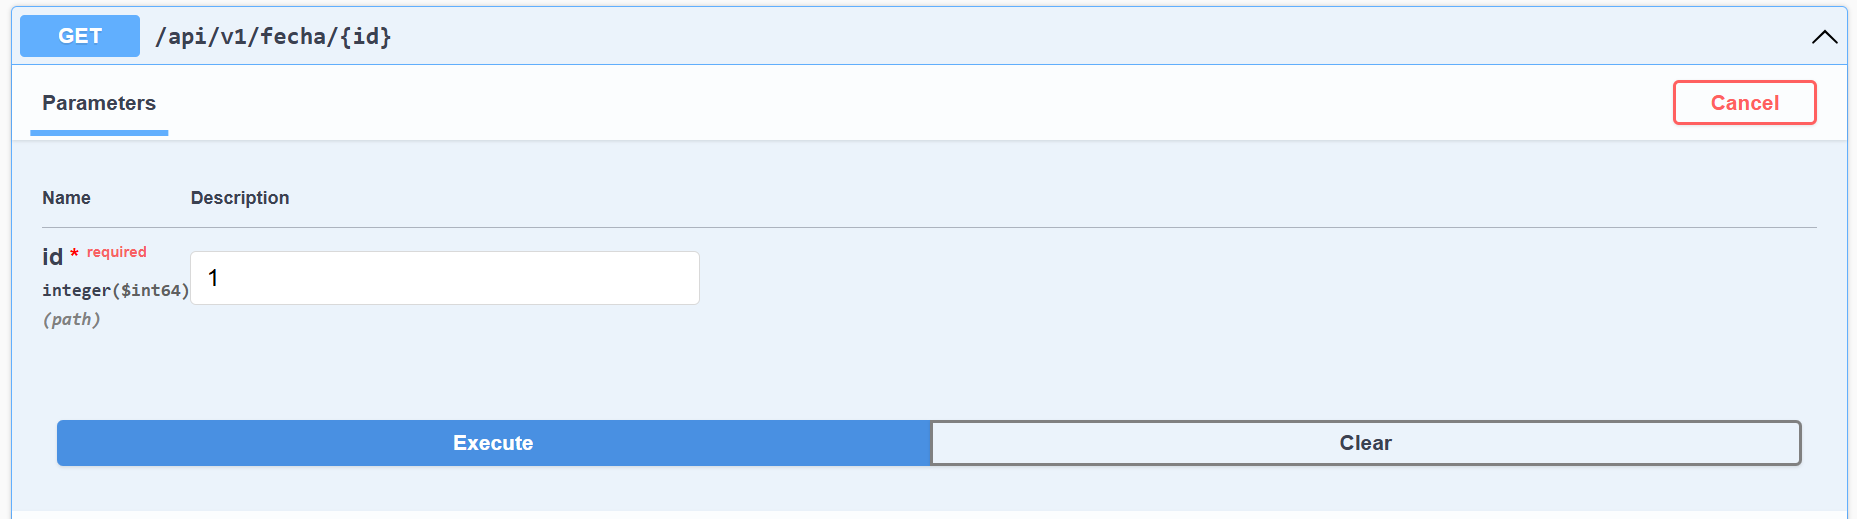 GET /api/v1/fecha/{id}
Parameters
Cancel
Name Description
id * required
1
integer($int64)
(path)
Execute Clear